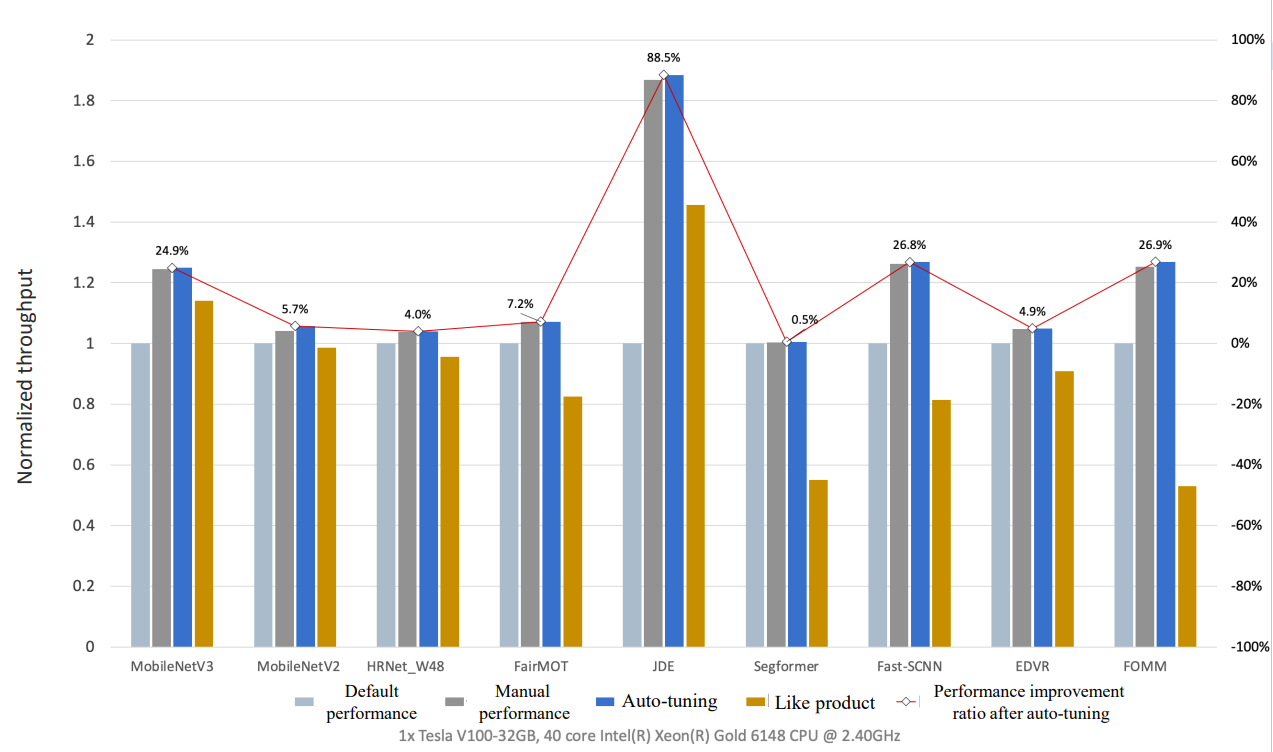 2
1.8
1.6
1.4
1.2
1
0.8
0.6
0.4
0.2
0
Normalized throughput
100%
80%
60%
40%
20%
0%
-20%
-40%
-60%
-80%
-100%
24.9%
5.7%
4.0%
7.2%
88.5%
0.5%
26.8%
4.9%
26.9%
MobileNetV3
MobileNetV2
HRNet_W48
FairMOT
JDE
Segformer
Fast-SCNN
EDVR
FOMM
Default
performance
Manual
performance
Auto-tuning
Like product
Performance improvement
ratio after auto-tuning
1x Tesla V100-32GB, 40 core Intel(R) Xeon(R) Gold 6148 CPU @ 2.40GHz